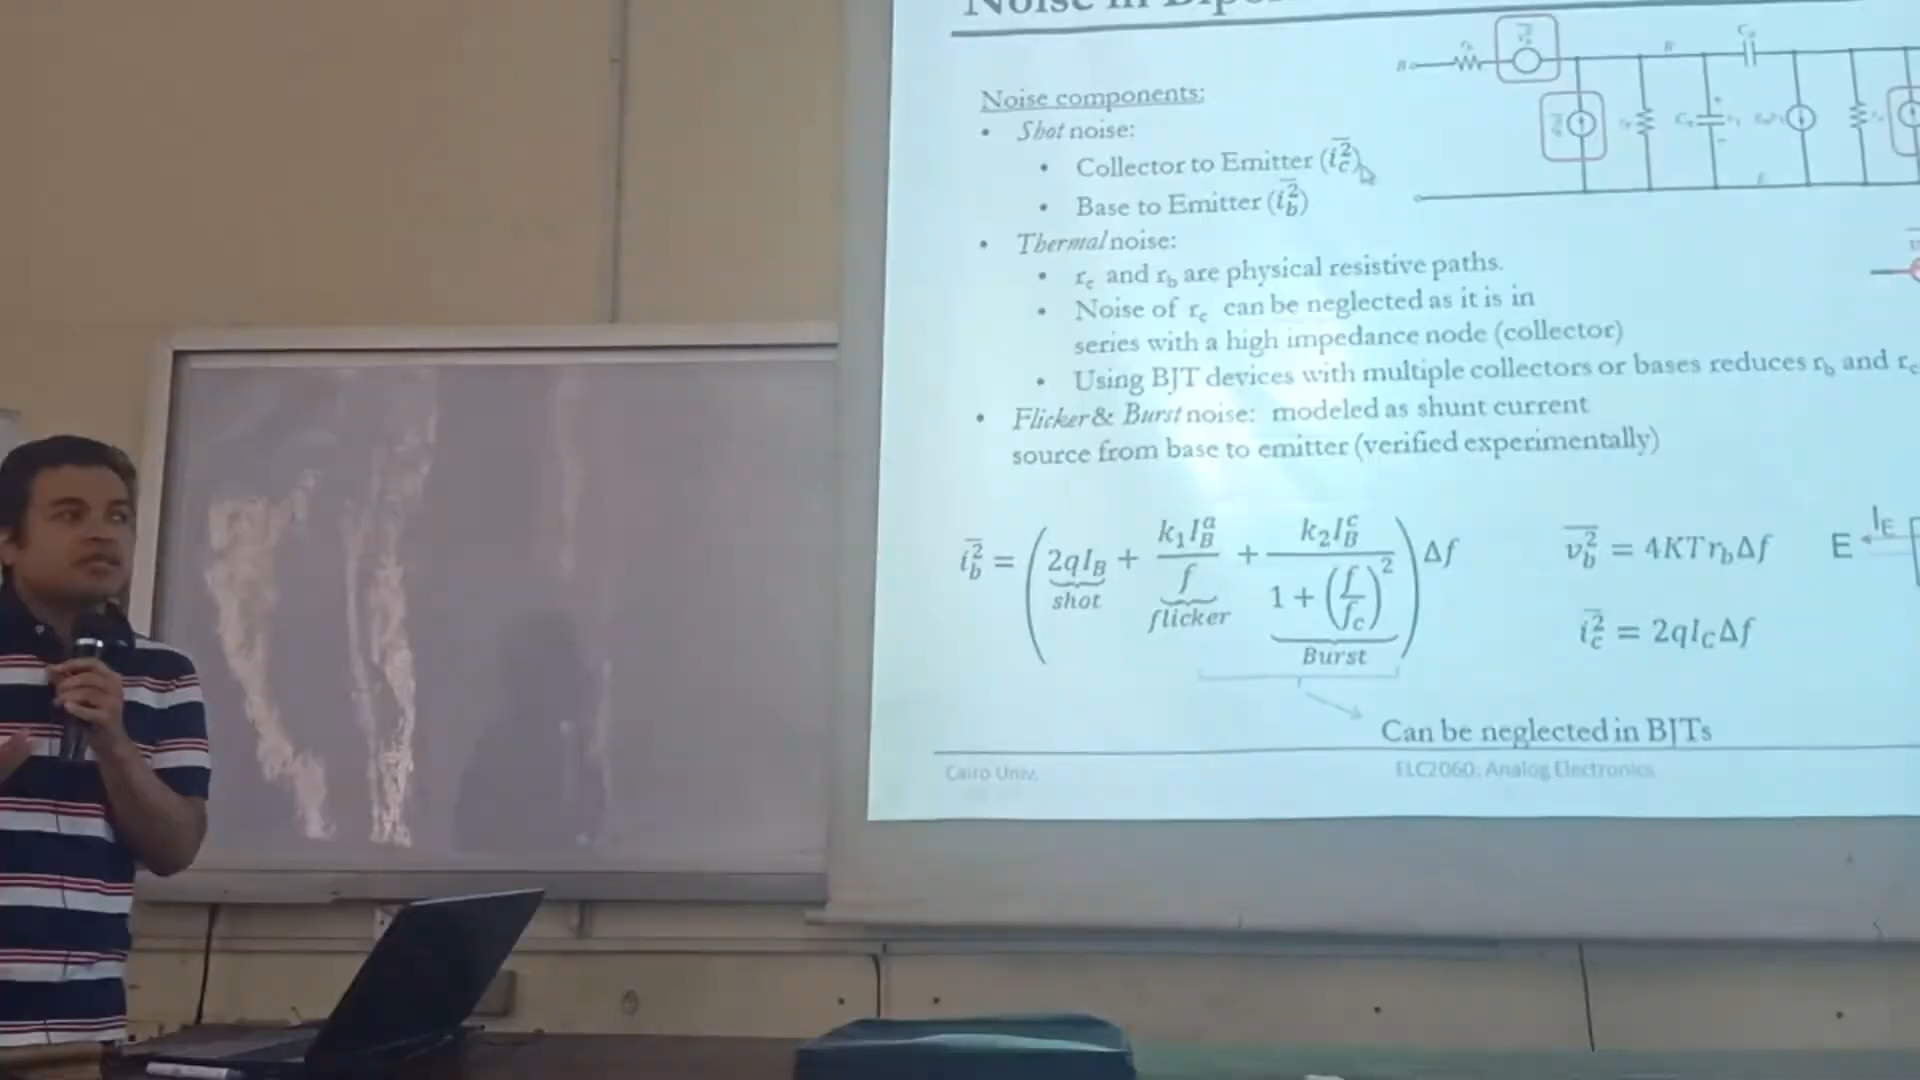 Noise in
Noise components:
• Shot noise:
• Collector to Emitter (i_c^2)
• Base to Emitter (i_b^2)
• Thermal noise:
• r_c and r_b are physical resistive paths.
• Noise of r_c can be neglected as it is in
series with a high impedance node (collector)
• Using BJT devices with multiple collectors or bases reduces r_b and r_c
• Flicker & Burst noise: modeled as shunt current
source from base to emitter (verified experimentally)
i_b^2 = (2qI_B + k_1 I_B^a / f + k_2 I_B^c / (1 + (f/f_c)^2)) Δf
shot
flicker
Burst
v_b^2 = 4KTr_bΔf
i_c^2 = 2qI_CΔf
E I_E
Can be neglected in BJTs
Cairo Univ.
ELC2060: Analog Electronics